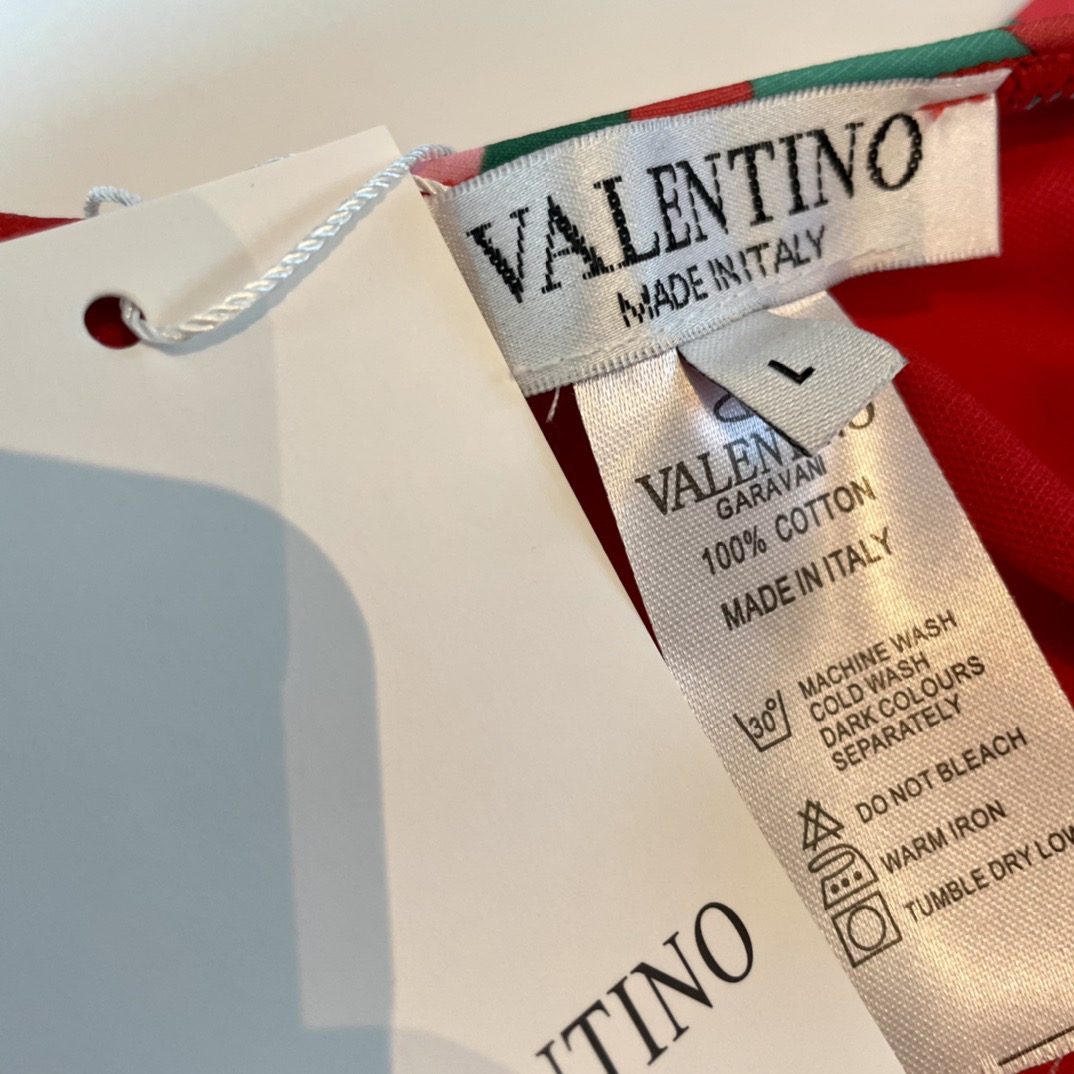 VALENTINO
MADE IN ITALY
L
VALENTINO
GARAVANI
100% COTTON
MADE IN ITALY
30°
MACHINE WASH
COLD WASH
DARK COLOURS
SEPARATELY
DO NOT BLEACH
WARM IRON
TUMBLE DRY LOW
NTINO